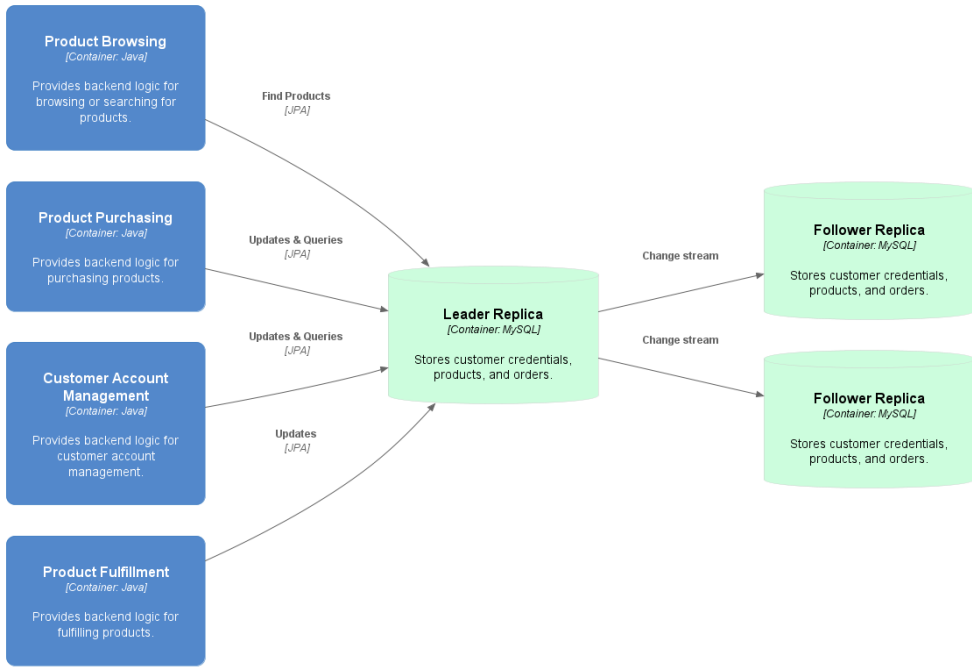 Product Browsing
[Container: Java]
Provides backend logic for
browsing or searching for
products.
Find Products
[JPA]
Product Purchasing
[Container: Java]
Provides backend logic for
purchasing products.
Updates & Queries
[JPA]
Customer Account
Management
[Container: Java]
Provides backend logic for
customer account
management.
Updates & Queries
[JPA]
Product Fulfillment
[Container: Java]
Provides backend logic for
fulfilling products.
Updates
[JPA]
Leader Replica
[Container: MySQL]
Stores customer credentials,
products, and orders.
Change stream
Follower Replica
[Container: MySQL]
Stores customer credentials,
products, and orders.
Change stream
Follower Replica
[Container: MySQL]
Stores customer credentials,
products, and orders.